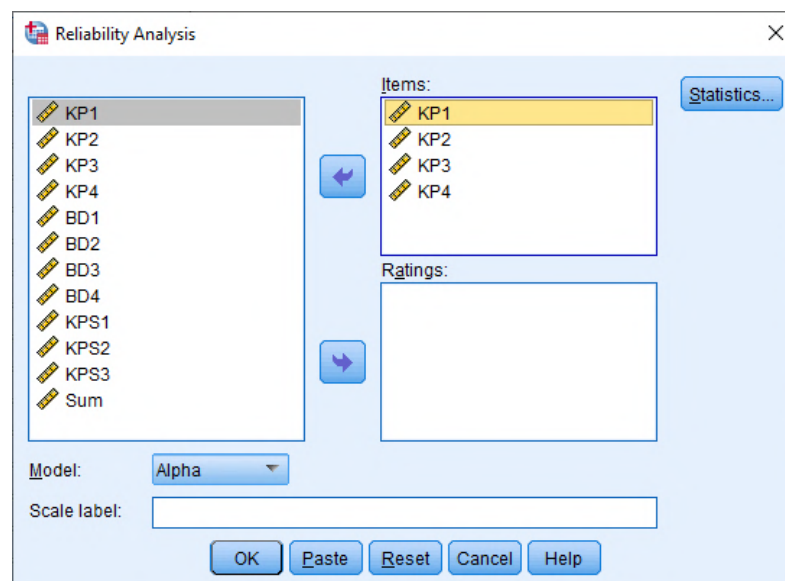 Reliability Analysis
KP1
KP2
KP3
KP4
BD1
BD2
BD3
BD4
KPS1
KPS2
KPS3
Sum
Items:
KP1
KP2
KP3
KP4
Ratings:
Statistics...
Model:
Alpha
Scale label:
OK
Paste
Reset
Cancel
Help